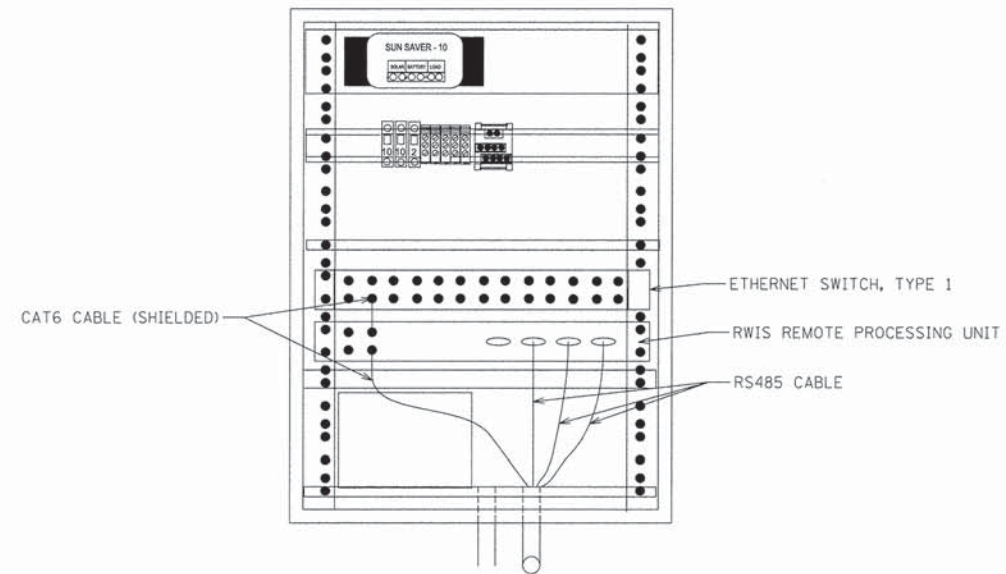 SUN SAVER - 10
SOLAR BATTERY LOAD
10 10 2
ETHERNET SWITCH, TYPE 1
CAT6 CABLE (SHIELDED)
RWIS REMOTE PROCESSING UNIT
RS485 CABLE